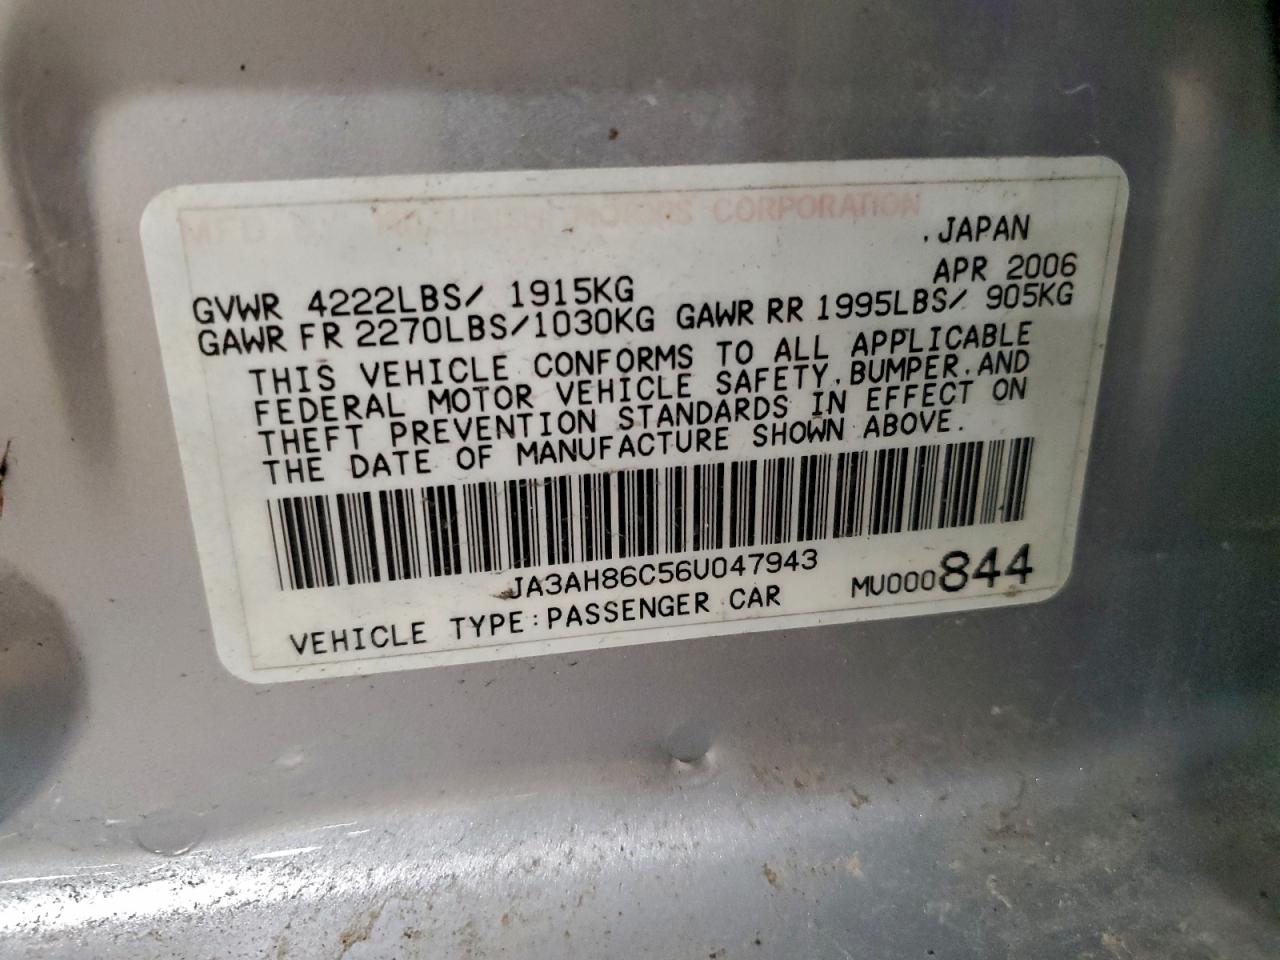 MFD MOTORS CORPORATION
.JAPAN
APR 2006
GVWR 4222LBS/ 1915KG
GAWR FR 2270LBS/1030KG GAWR RR 1995LBS/ 905KG
THIS VEHICLE CONFORMS TO ALL APPLICABLE
FEDERAL MOTOR VEHICLE SAFETY, BUMPER, AND
THEFT PREVENTION STANDARDS IN EFFECT ON
THE DATE OF MANUFACTURE SHOWN ABOVE.
JA3AH86C56U047943
MU000844
VEHICLE TYPE:PASSENGER CAR